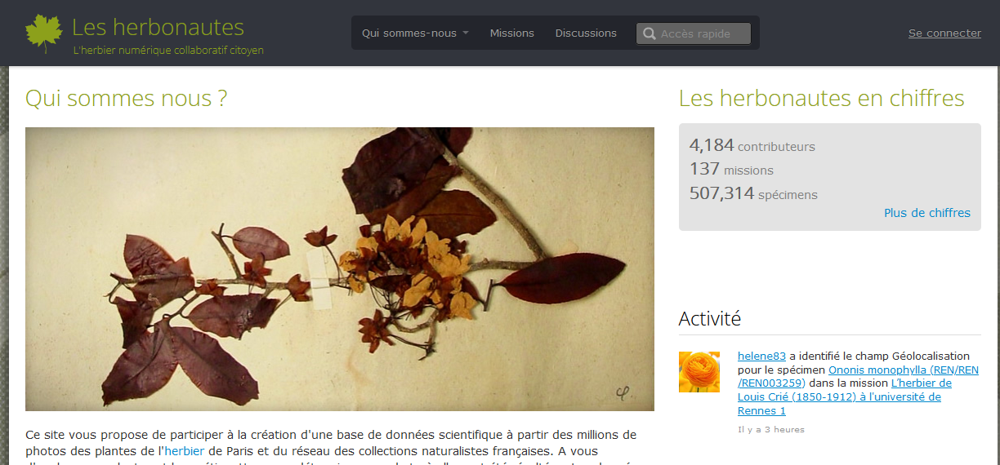 Les herbonautes
L'herbier numérique collaboratif citoyen
Qui sommes-nous
Missions
Discussions
Accès rapide
Se connecter
Qui sommes nous ?
Ce site vous propose de participer à la création d'une base de données scientifique à partir des millions de
photos des plantes de l'herbier de Paris et du réseau des collections naturalistes françaises. A vous
Les herbonautes en chiffres
4,184 contributeurs
137 missions
507,314 spécimens
Plus de chiffres
Activité
helene83 a identifié le champ Géolocalisation
pour le spécimen Ononis monophylla (REN/REN
/REN003259) dans la mission L’herbier de
Louis Crié (1850-1912) à l'université de
Rennes 1
Il y a 3 heures